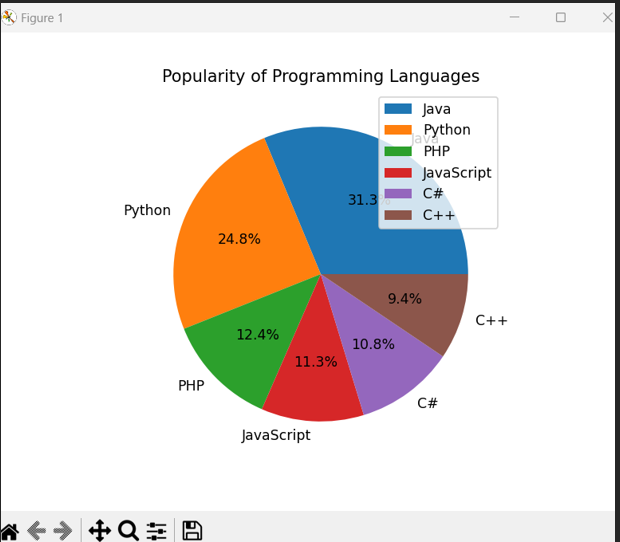 Figure 1
Popularity of Programming Languages
Java
Python
PHP
JavaScript
C#
C++
Java
31.3%
Python
24.8%
9.4%
C++
12.4%
10.8%
11.3%
PHP
C#
JavaScript